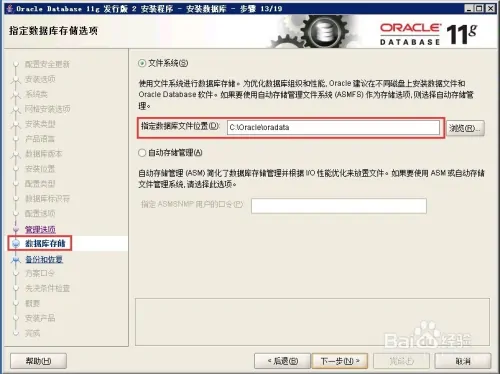 Oracle Database 11g 发行版 2 安装程序 - 安装数据库 - 步骤 13/19
指定数据库存储选项
ORACLE
DATABASE
11g
配置安全更新
安装选项
系统类
网格安装选项
安装类型
产品语言
数据库版本
安装位置
配置类型
数据库标识符
配置选项
管理选项
数据库存储
备份和恢复
方案口令
先决条件检查
概要
安装产品
完成
文件系统(S)
使用文件系统进行数据库存储。为优化数据库组织和性能, Oracle 建议在不同磁盘上安装数据文件和
Oracle Database 软件。如果要使用自动存储管理文件系统 (ASMFS) 作为存储选项, 则选择自动存储管
理。
指定数据库文件位置(D): C:\Oracle\oradata 浏览(R)...
自动存储管理(A)
自动存储管理 (ASM) 简化了数据库存储管理并根据 I/O 性能优化来放置文件。如果要使用 ASM 或自动存储
文件管理系统, 请选择此选项。
指定 ASMSNMP 用户的口令(C):
帮助(H) < 后退(B) 下一步(N) > 完成(F) 取消
Bai 经验